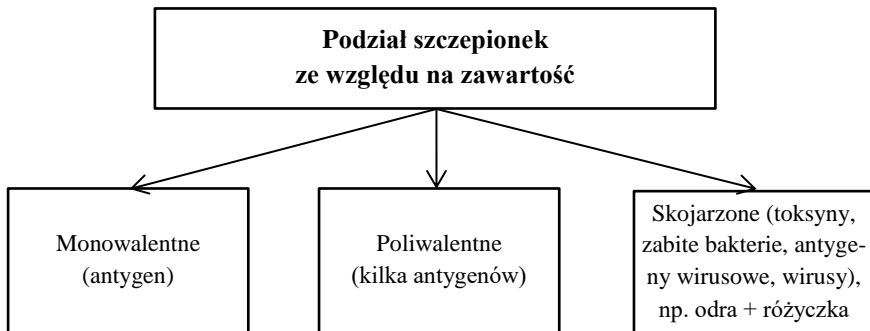 Podział szczepionek
ze względu na zawartość
Monowalentne
(antygen)
Poliwalentne
(kilka antygenów)
Skojarzone (toksyny,
zabite bakterie, antyge-
ny wirusowe, wirusy),
np. odra + różyczka